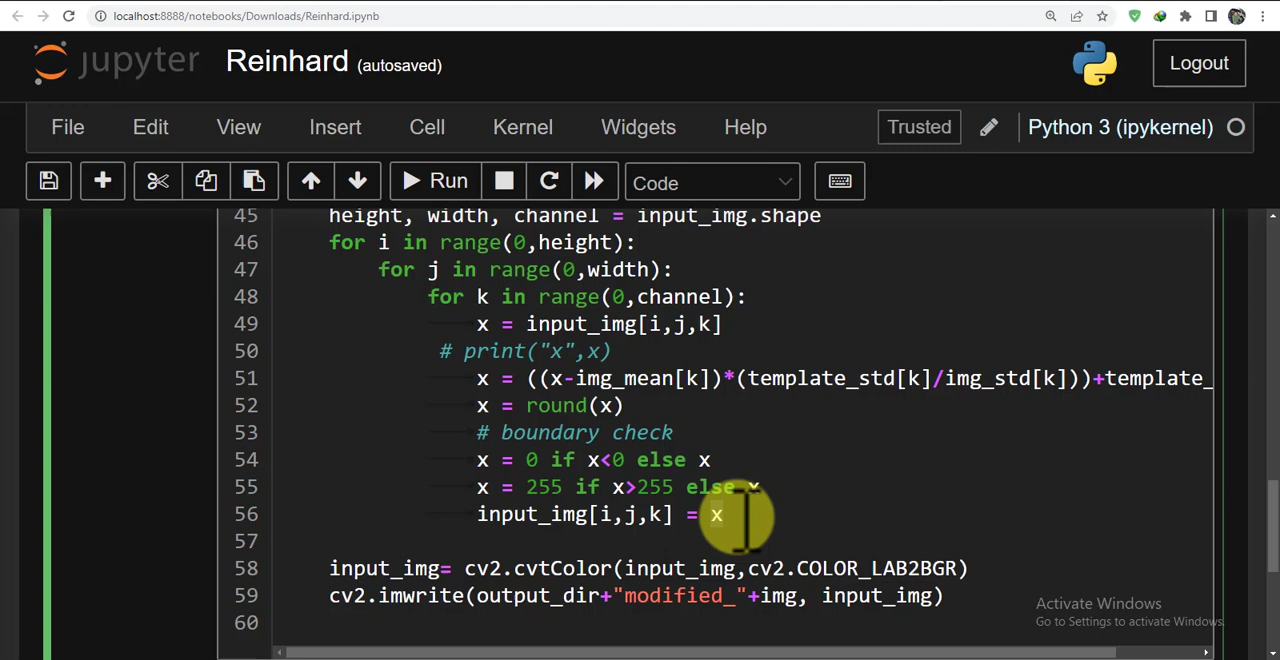 localhost:8888/notebooks/Downloads/Reinhard.ipynb
jupyter Reinhard (autosaved) Logout
File Edit View Insert Cell Kernel Widgets Help Trusted Python 3 (ipykernel)
Run Code
45 height, width, channel = input_img.shape
46 for i in range(0,height):
47 for j in range(0,width):
48 for k in range(0,channel):
49 x = input_img[i,j,k]
50 # print("x",x)
51 x = ((x-img_mean[k])*(template_std[k]/img_std[k]))+template_
52 x = round(x)
53 # boundary check
54 x = 0 if x<0 else x
55 x = 255 if x>255 else x
56 input_img[i,j,k] = x
57
58 input_img= cv2.cvtColor(input_img,cv2.COLOR_LAB2BGR)
59 cv2.imwrite(output_dir+"modified_"+img, input_img)
60
Activate Windows
Go to Settings to activate Windows.